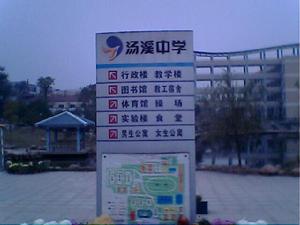 汤溪中学
行政楼 教学楼
图书馆 教工宿舍
体育馆 操场
实验楼 食堂
男生公寓 女生公寓